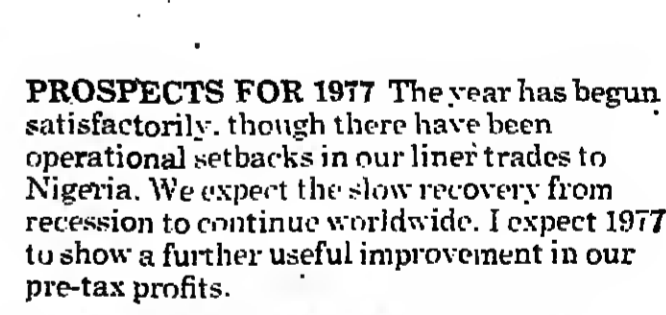 PROSPECTS FOR 1977 The year has begun
satisfactorily. though there have been
operational setbacks in our liner trades to
Nigeria. We expect the slow recovery from
recession to continue worldwide. I expect 1977
to show a further useful improvement in our
pre-tax profits.